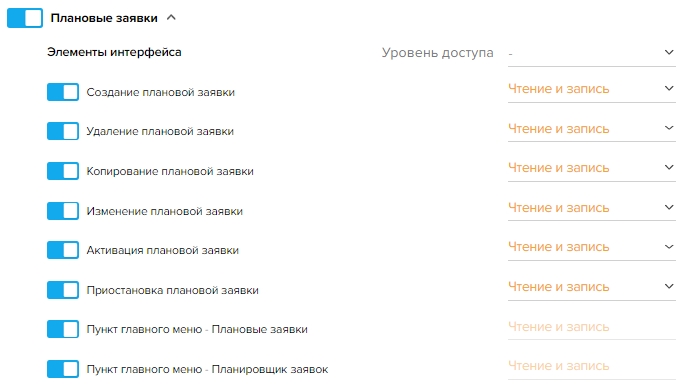 Плановые заявки
Элементы интерфейса Уровень доступа -
Создание плановой заявки Чтение и запись
Удаление плановой заявки Чтение и запись
Копирование плановой заявки Чтение и запись
Изменение плановой заявки Чтение и запись
Активация плановой заявки Чтение и запись
Приостановка плановой заявки Чтение и запись
Пункт главного меню - Плановые заявки Чтение и запись
Пункт главного меню - Планировщик заявок Чтение и запись